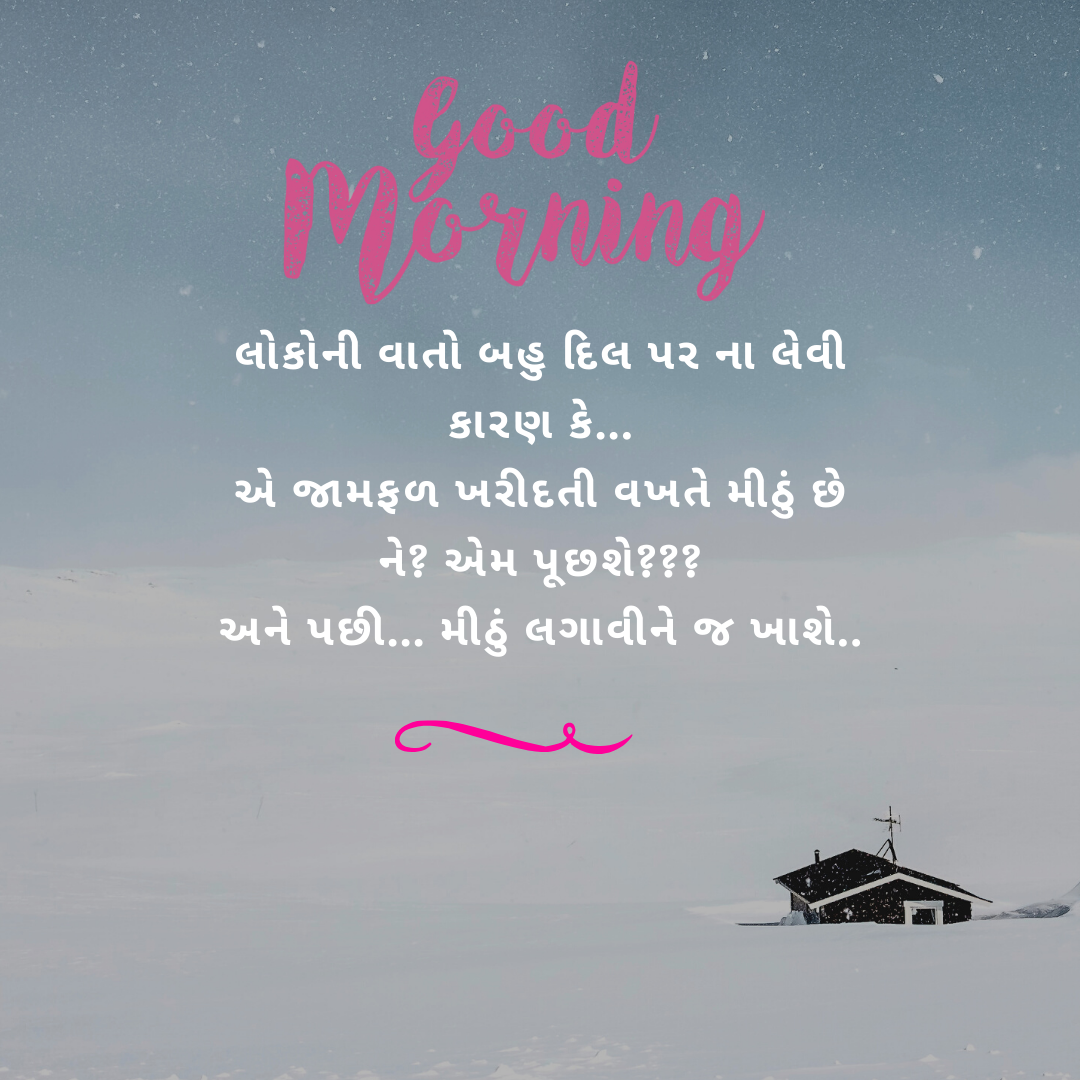 Good
Morning
લોકોની વાતો બહુ દિલ પર ના લેવી
કારણ કે...
એ જામફળ ખરીદતી વખતે મીઠું છે
ને? એમ પૂછશે???
અને પછી... મીઠું લગાવીને જ ખાશે..